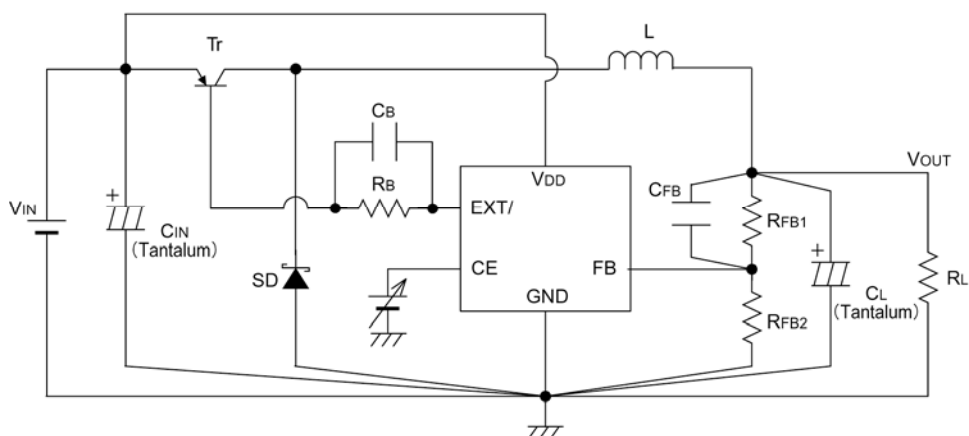 Tr
L
CB
RB
VDD
EXT/
CE
FB
GND
VIN
+
CIN
(Tantalum)
SD
CFB
RFB1
RFB2
VOUT
+
CL
(Tantalum)
RL